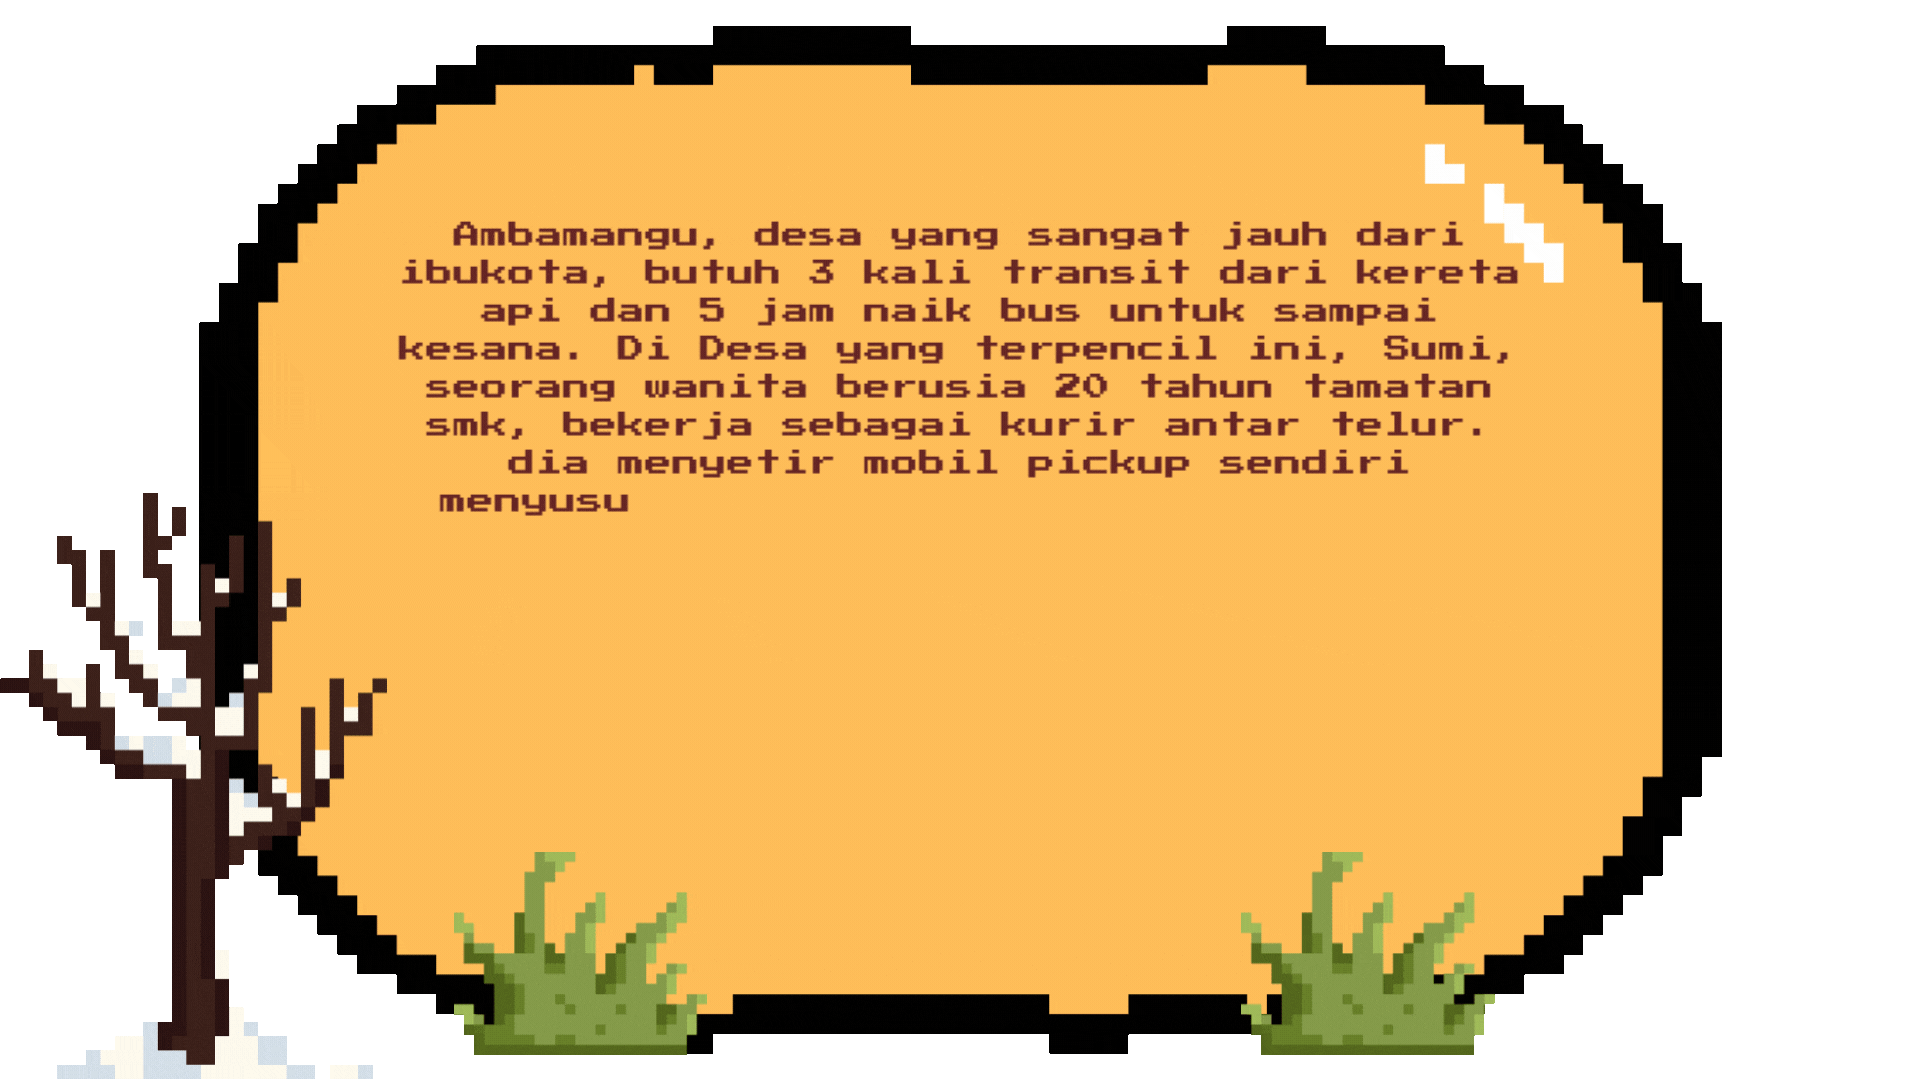 Ambamangu, desa yang sangat jauh dari
ibukota, butuh 3 kali transit dari kereta
api dan 5 jam naik bus untuk sampai
kesana. Di Desa yang terpencil ini, Sumi,
seorang wanita berusia 20 tahun tamatan
smk, bekerja sebagai kurir antar telur.
dia menyetir mobil pickup sendiri
menyusu